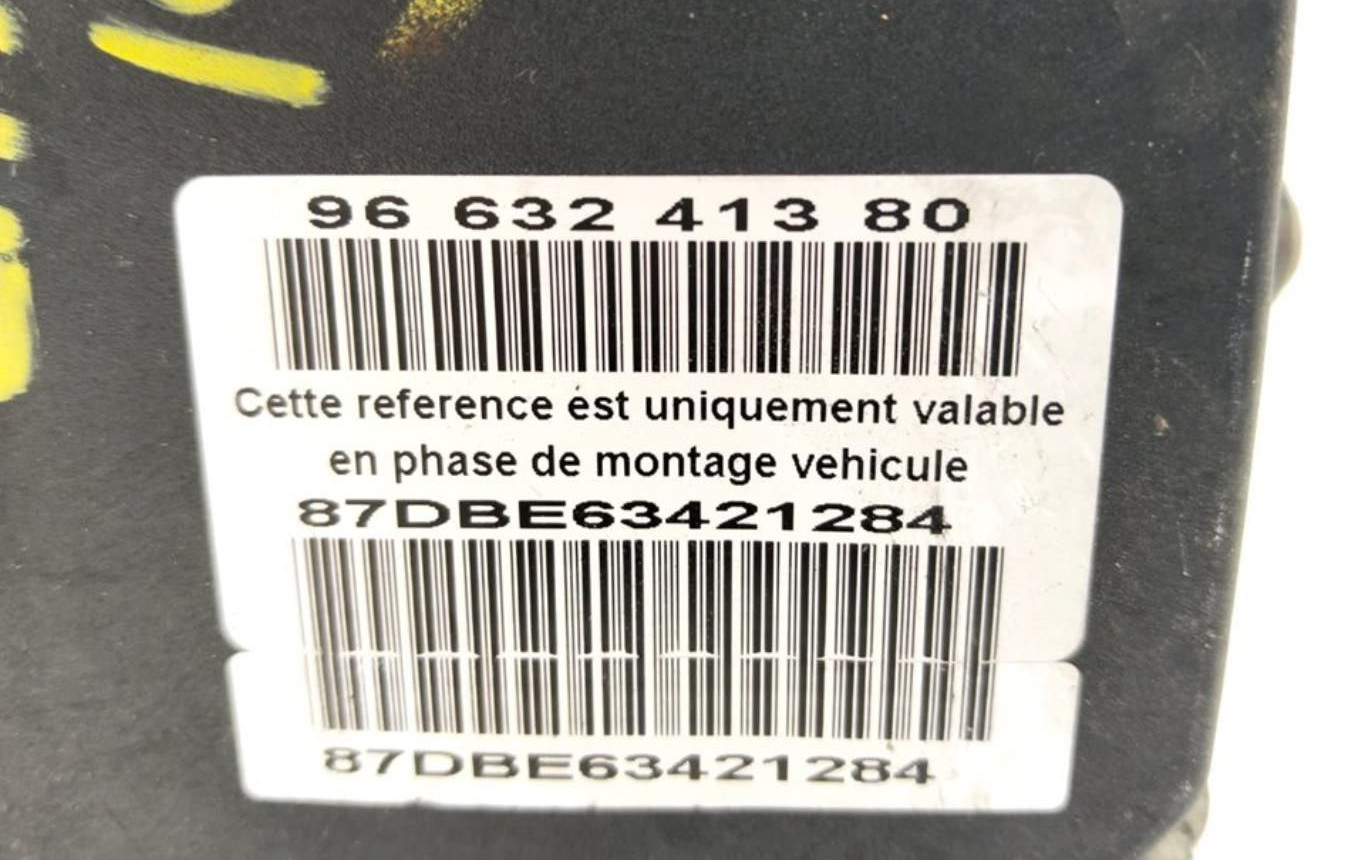 96 632 413 80
Cette reference est uniquement valable
en phase de montage vehicule
87DBE63421284
87DBE63421284